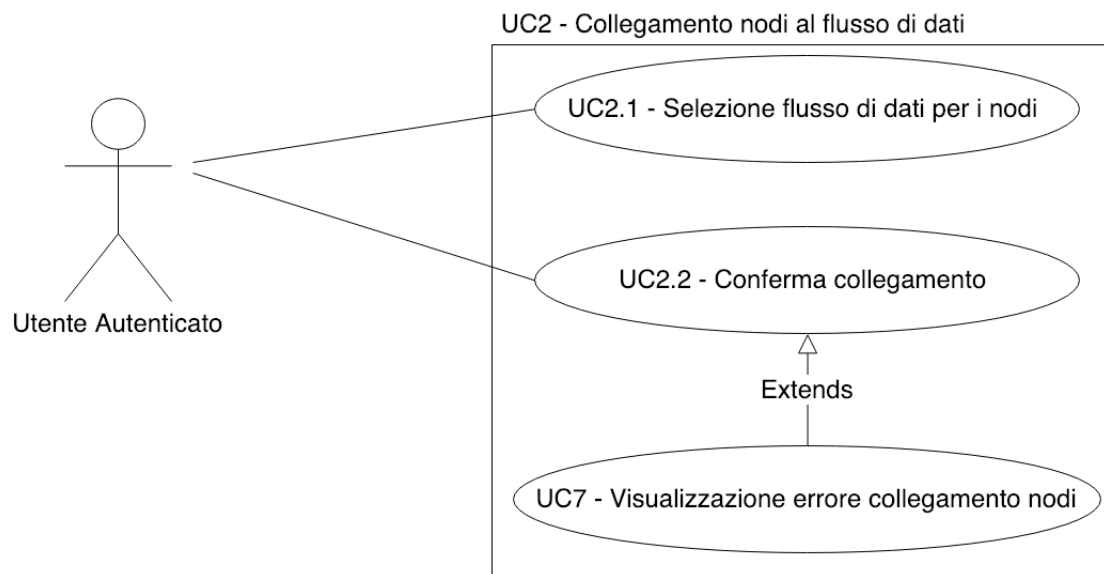 UC2 - Collegamento nodi al flusso di dati
UC2.1 - Selezione flusso di dati per i nodi
UC2.2 - Conferma collegamento
Utente Autenticato
Extends
UC7 - Visualizzazione errore collegamento nodi